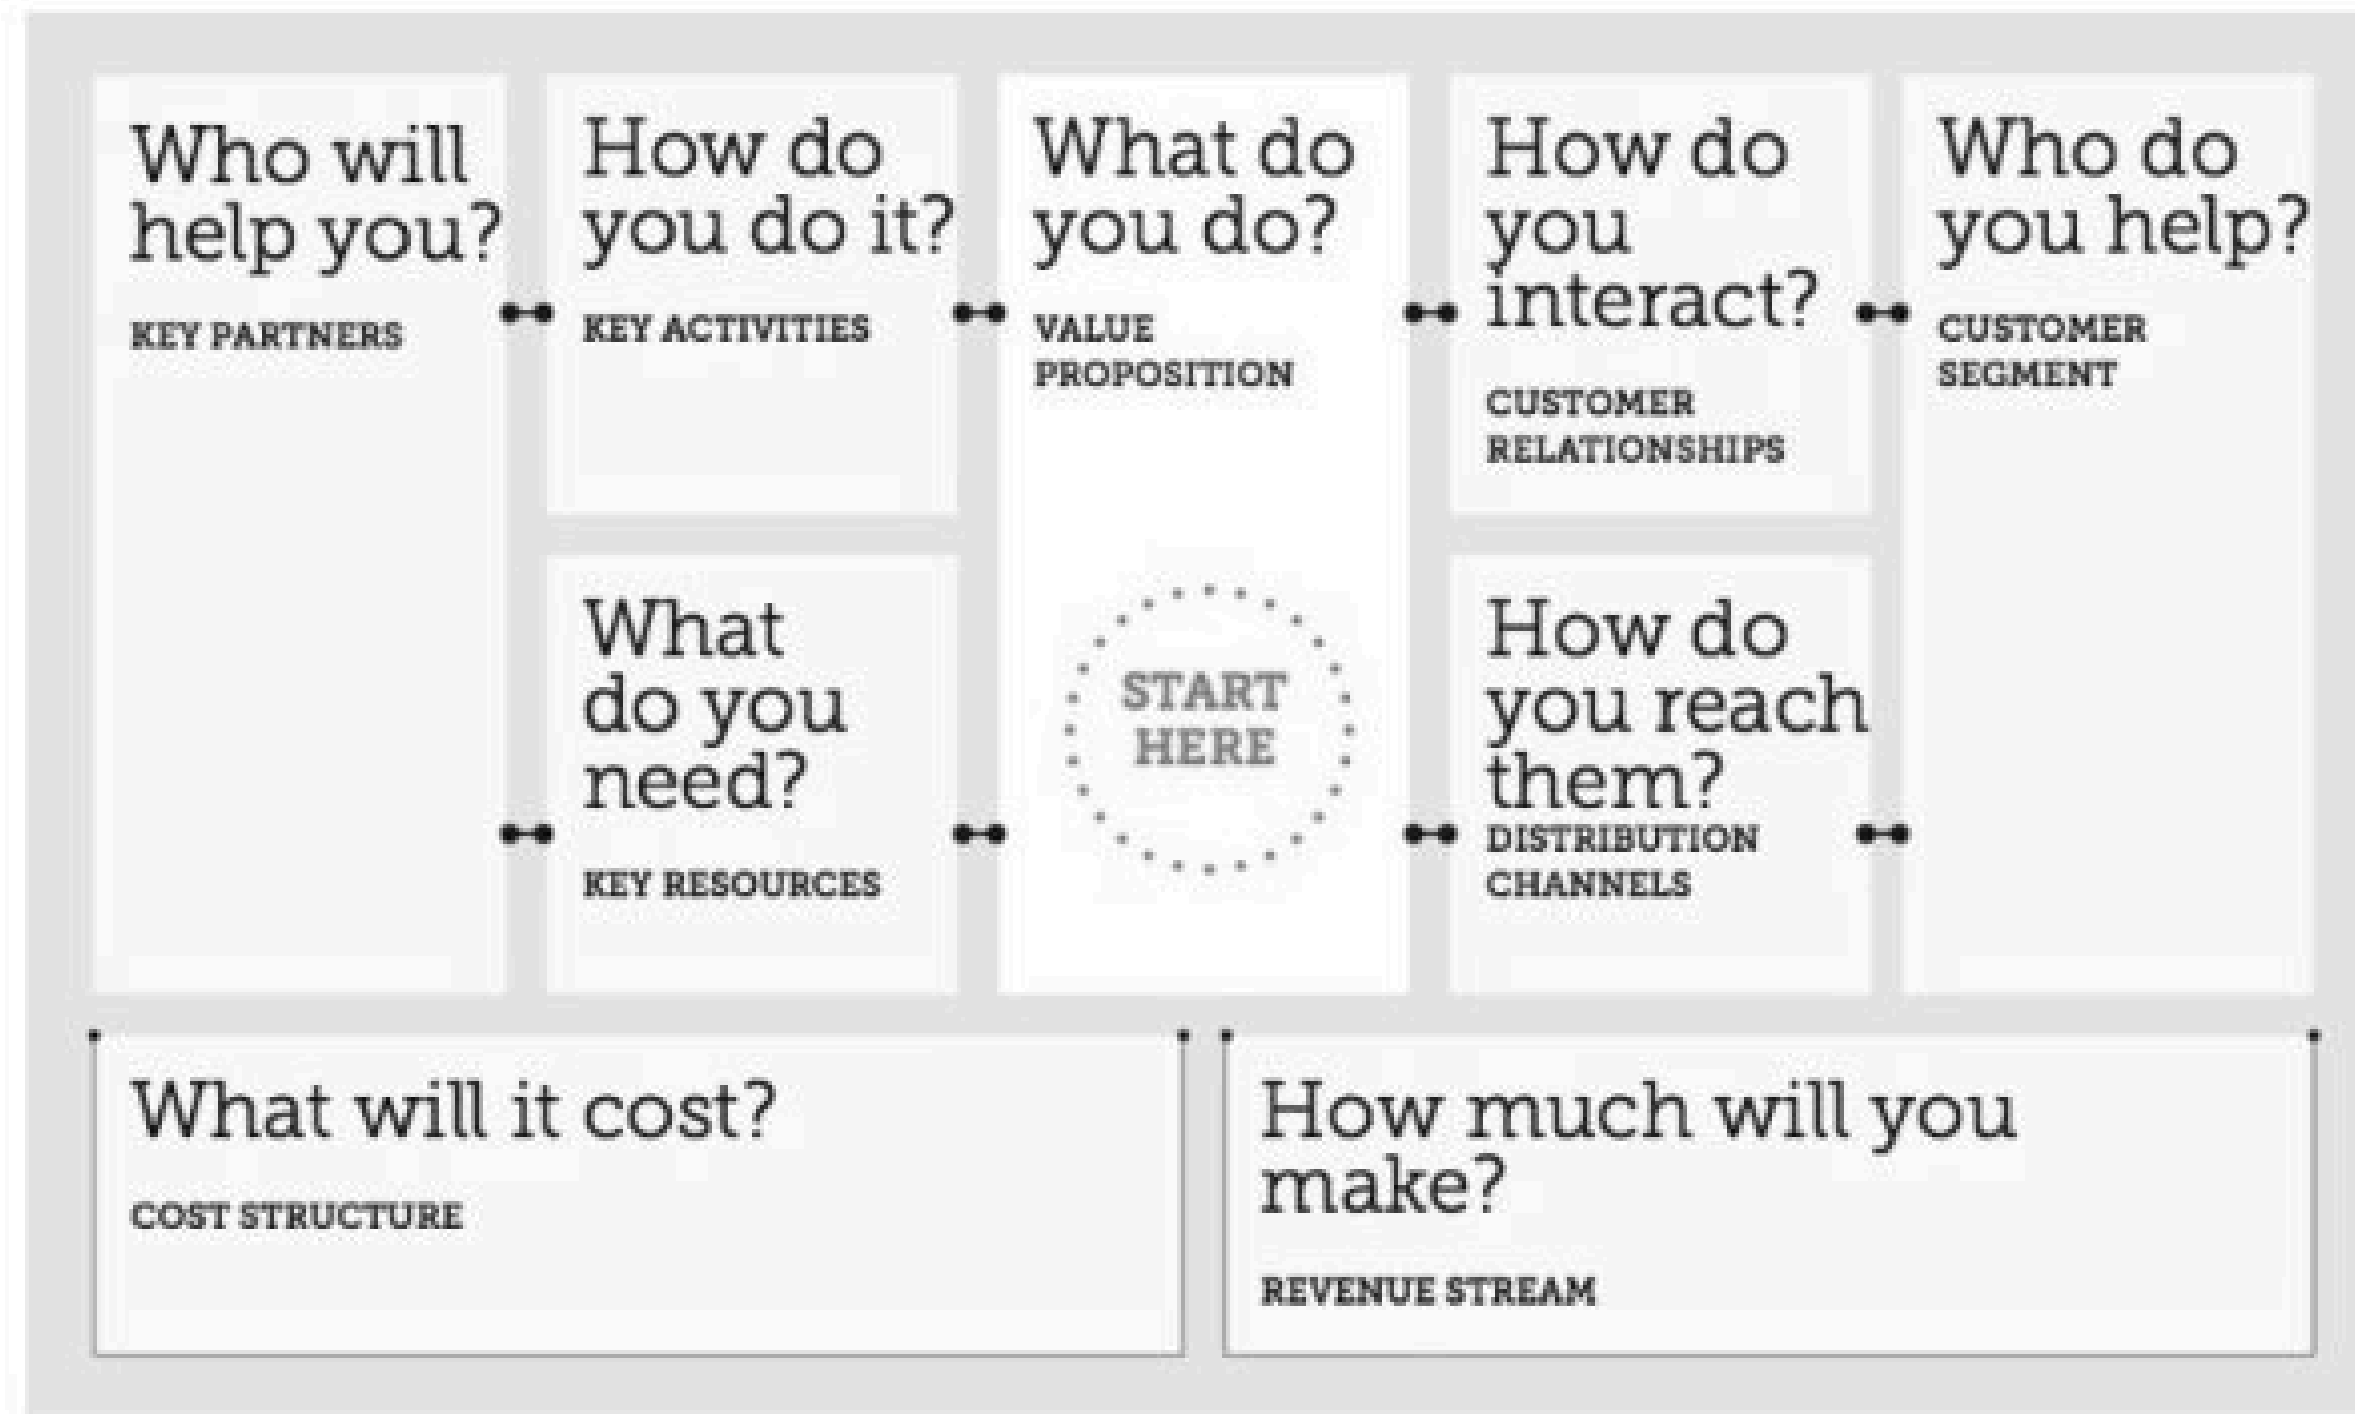 Who will
help you?
KEY PARTNERS
How do
you do it?
KEY ACTIVITIES
What
do you
need?
KEY RESOURCES
What do
you do?
VALUE
PROPOSITION
START
HERE
How do
you
interact?
CUSTOMER
RELATIONSHIPS
How do
you reach
them?
DISTRIBUTION
CHANNELS
Who do
you help?
CUSTOMER
SEGMENT
What will it cost?
COST STRUCTURE
How much will you
make?
REVENUE STREAM